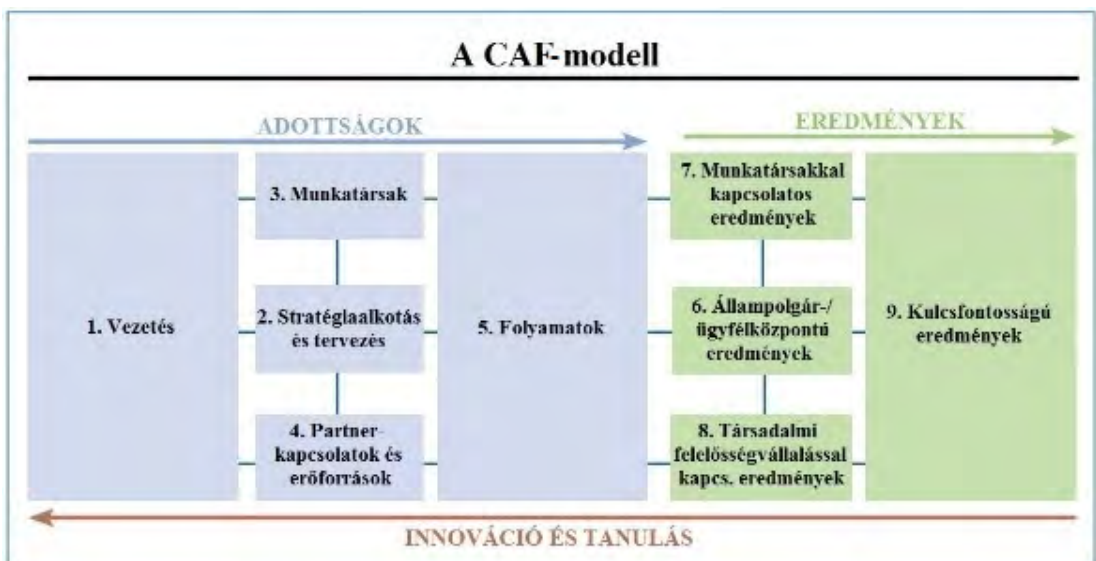 A CAF-modell
ADOTTSÁGOK
EREDMÉNYEK
1. Vezetés
3. Munkatársak
2. Stratégiaalkotás
és tervezés
4. Partner-
kapcsolatok és
erőforrások
5. Folyamatok
7. Munkatársakkal
kapcsolatos
eredmények
6. Állampolgár-/
ügyfélközpontú
eredmények
8. Társadalmi
felelősségvállalással
kapcs. eredmények
9. Kulcsfontosságú
eredmények
INNOVÁCIÓ ÉS TANULÁS